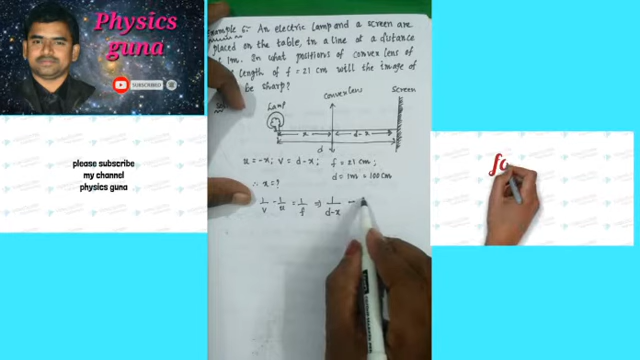 Physics
guna
SUBSCRIBED
please subscribe
my channel
physics guna
Example 6: An electric lamp and a screen are
placed on the table, in a line at a distance
1m. In what positions of convex lens of
length of f = 21 cm will the image of
be sharp?
Lamp
Convex lens
Screen
x
d-x
d
u = -x; v = d-x; f = 21 cm;
d = 1m = 100 cm
∴ x = ?
1/v - 1/u = 1/f ⇒ 1/d-x -
fo